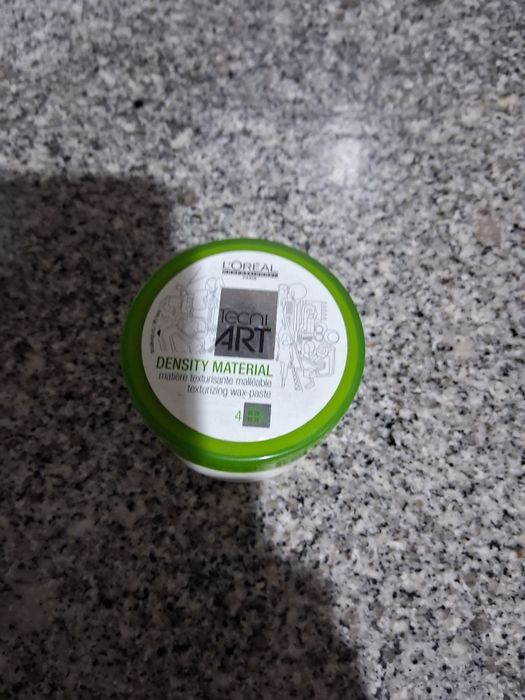 L'ORÉAL
PROFESSIONNEL
PARIS
TECNI
ART
DENSITY MATERIAL
matière texturisante malléable
texturizing wax-paste
4